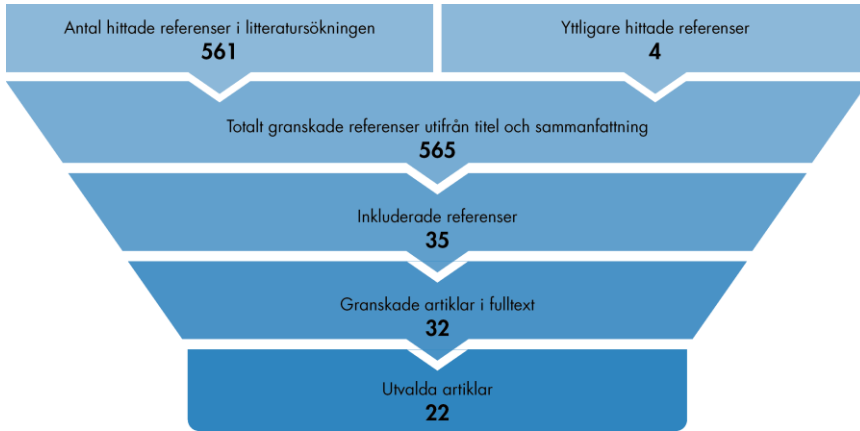 Antal hittade referenser i litteratursökningen
561
Yttligare hittade referenser
4
Totalt granskade referenser utifrån titel och sammanfattning
565
Inkluderade referenser
35
Granskade artiklar i fulltext
32
Utvalda artiklar
22